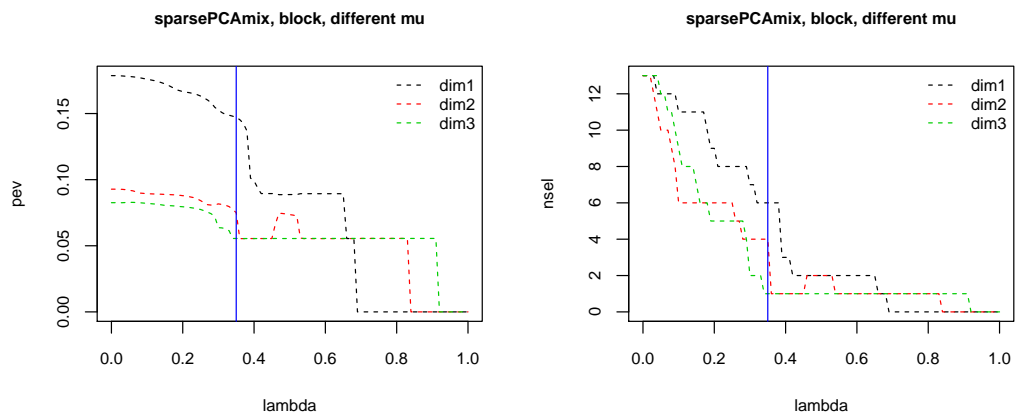 sparsePCAmix, block, different mu
pev
0.00 0.05 0.10 0.15
dim1
dim2
dim3
0.0 0.2 0.4 0.6 0.8 1.0
lambda
sparsePCAmix, block, different mu
nsel
0 2 4 6 8 10 12
dim1
dim2
dim3
0.0 0.2 0.4 0.6 0.8 1.0
lambda